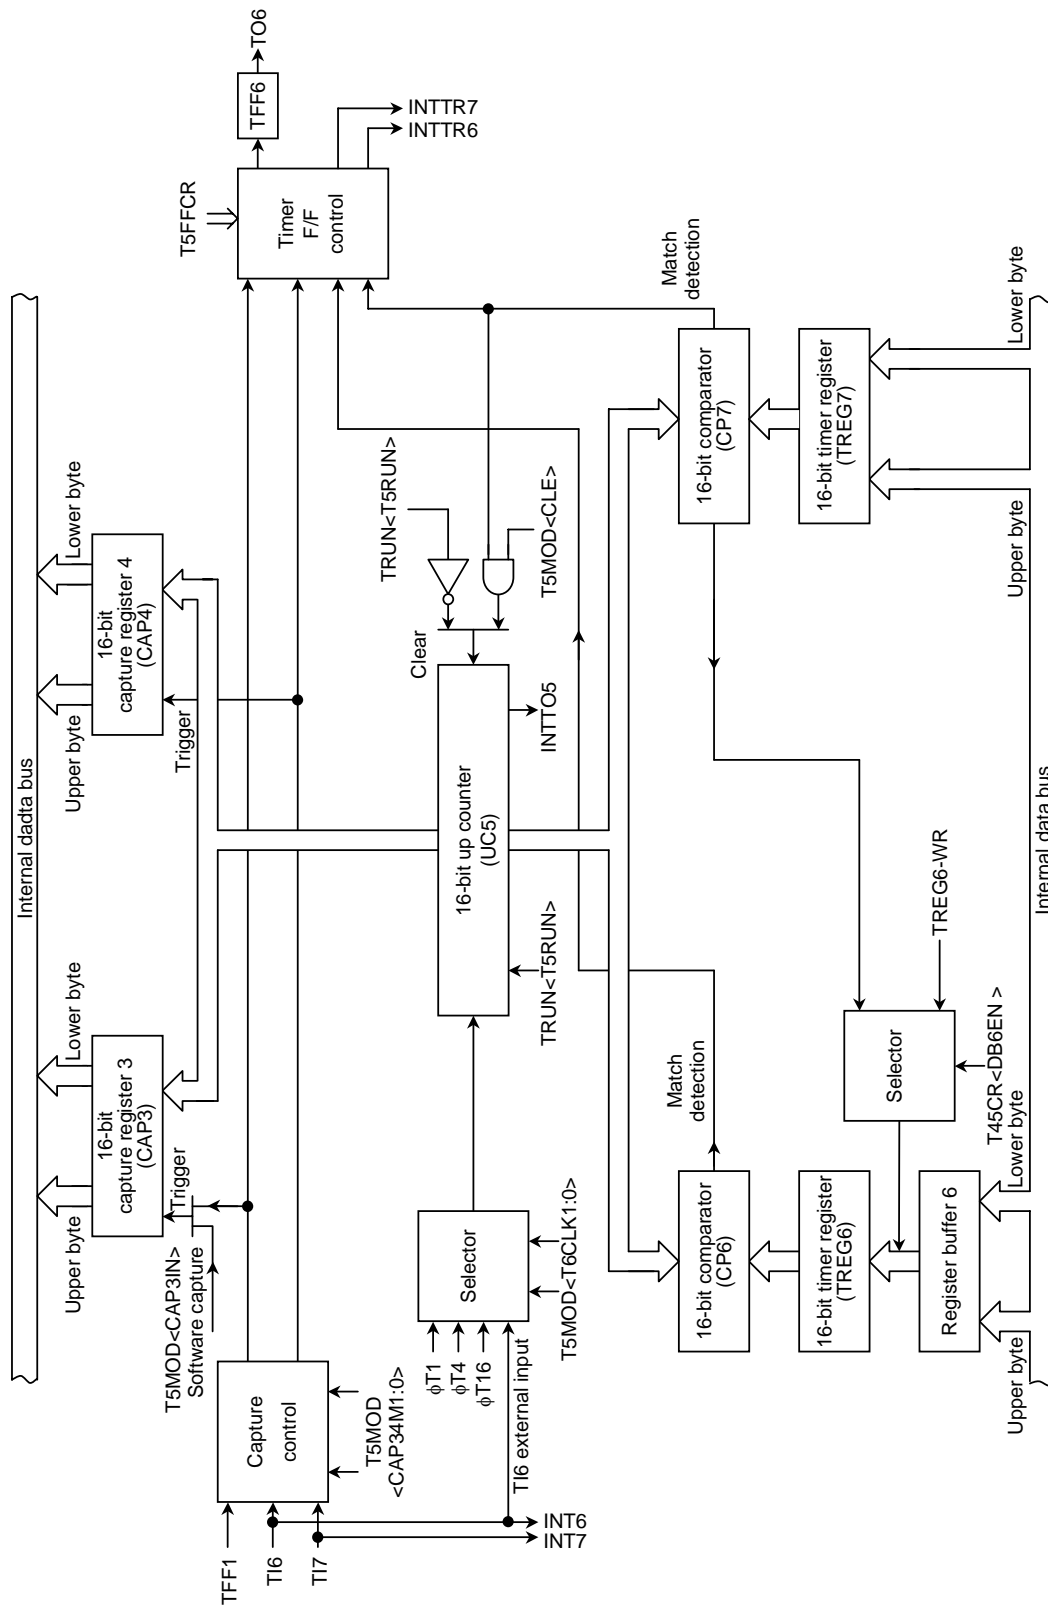 Internal dadta bus
Upper byte
Lower byte
Upper byte
Lower byte
16-bit
capture register 3
(CAP3)
16-bit
capture register 4
(CAP4)
Trigger
Trigger
T5MOD<CAP3IN>
Software capture
T5FFCR
TFF6
TO6
TFF1
TI6
TI7
Capture
control
T5MOD
<CAP34M1:0>
Timer
F/F
control
INTTR7
INTTR6
TRUN<T5RUN>
Clear
T5MOD<CLE>
ϕT1
ϕT4
ϕT16
TI6 external input
Selector
T5MOD<T6CLK1:0>
16-bit up counter
(UC5)
TRUN<T5RUN>
INTTO5
INT6
INT7
Match
detection
Match
detection
16-bit comparator
(CP6)
16-bit comparator
(CP7)
16-bit timer register
(TREG6)
16-bit timer register
(TREG7)
Selector
TREG6-WR
T45CR<DB6EN >
Register buffer 6
Upper byte
Lower byte
Upper byte
Lower byte
Internal data bus